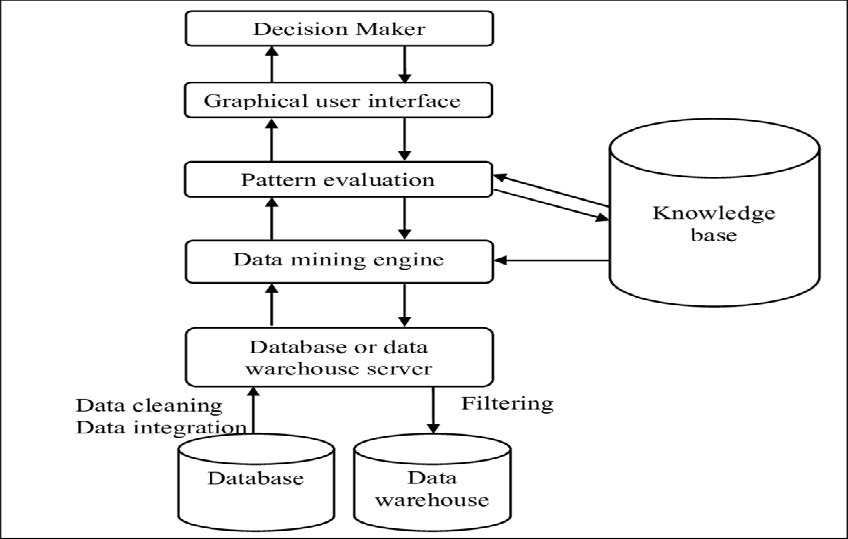 Decision Maker
Graphical user interface
Pattern evaluation
Knowledge
base
Data mining engine
Database or data
warehouse server
Data cleaning
Data integration
Filtering
Database
Data
warehouse